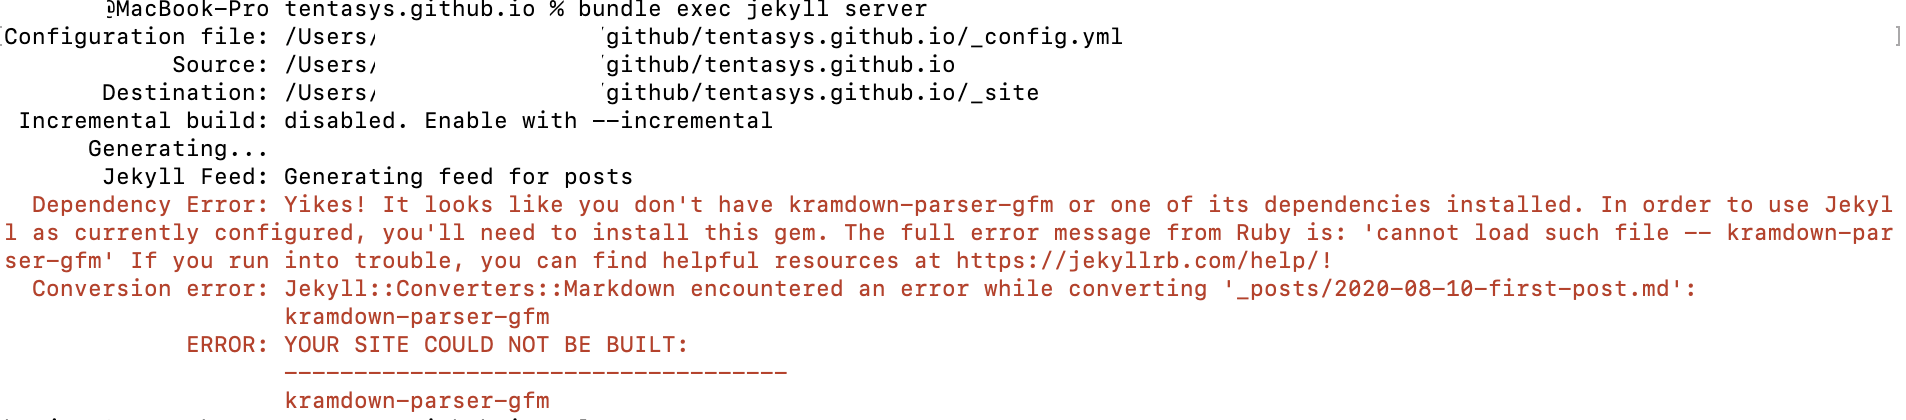 @MacBook-Pro tentasys.github.io % bundle exec jekyll server
[Configuration file: /Users/ github/tentasys.github.io/_config.yml ]
Source: /Users/ github/tentasys.github.io
Destination: /Users/ github/tentasys.github.io/_site
Incremental build: disabled. Enable with --incremental
Generating...
Jekyll Feed: Generating feed for posts
Dependency Error: Yikes! It looks like you don't have kramdown-parser-gfm or one of its dependencies installed. In order to use Jekyl
l as currently configured, you'll need to install this gem. The full error message from Ruby is: 'cannot load such file -- kramdown-par
ser-gfm' If you run into trouble, you can find helpful resources at https://jekyllrb.com/help/!
Conversion error: Jekyll::Converters::Markdown encountered an error while converting '_posts/2020-08-10-first-post.md':
kramdown-parser-gfm
ERROR: YOUR SITE COULD NOT BE BUILT:
------------------------------------
kramdown-parser-gfm